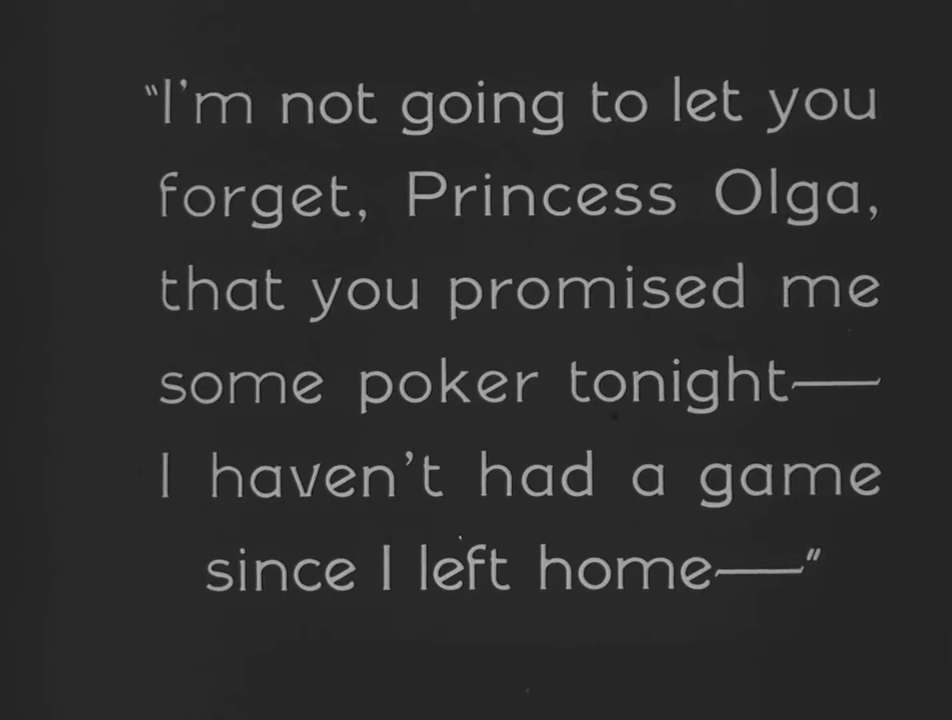 "I'm not going to let you
forget, Princess Olga,
that you promised me
some poker tonight—
I haven't had a game
since I left home—"